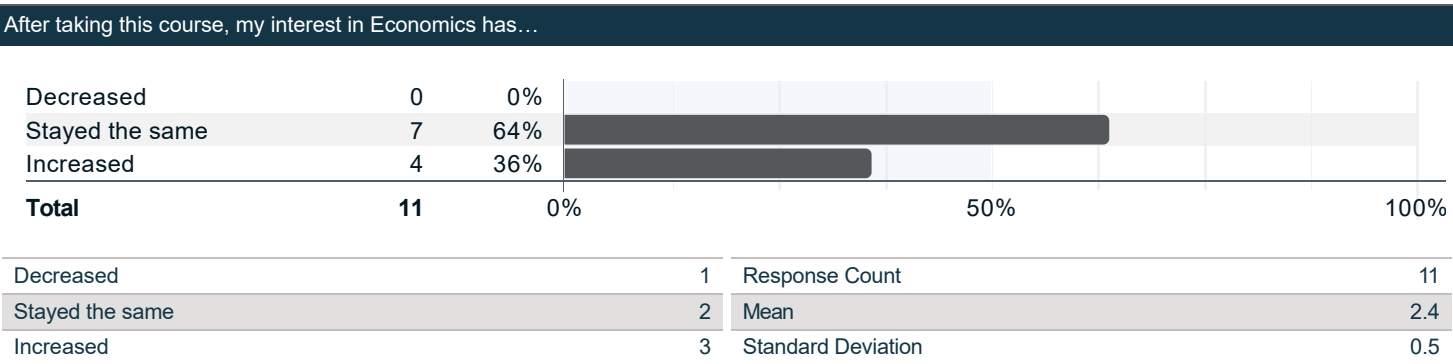 After taking this course, my interest in Economics has…
Decreased 0 0%
Stayed the same 7 64%
Increased 4 36%
Total 11 0% 50% 100%
Decreased 1 Response Count 11
Stayed the same 2 Mean 2.4
Increased 3 Standard Deviation 0.5